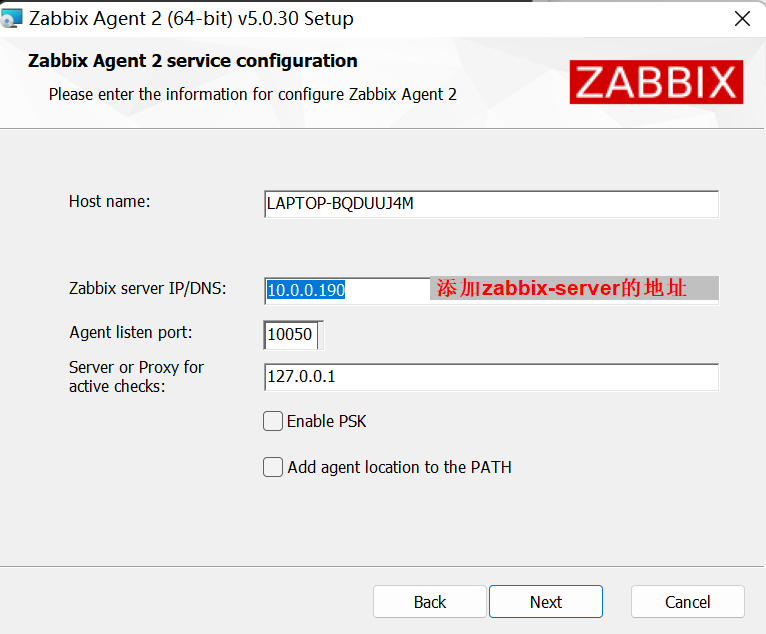 Zabbix Agent 2 (64-bit) v5.0.30 Setup
Zabbix Agent 2 service configuration
Please enter the information for configure Zabbix Agent 2
ZABBIX
Host name:
LAPTOP-BQDUUJ4M
Zabbix server IP/DNS:
10.0.0.190
添加zabbix-server的地址
Agent listen port:
10050
Server or Proxy for
active checks:
127.0.0.1
Enable PSK
Add agent location to the PATH
Back
Next
Cancel